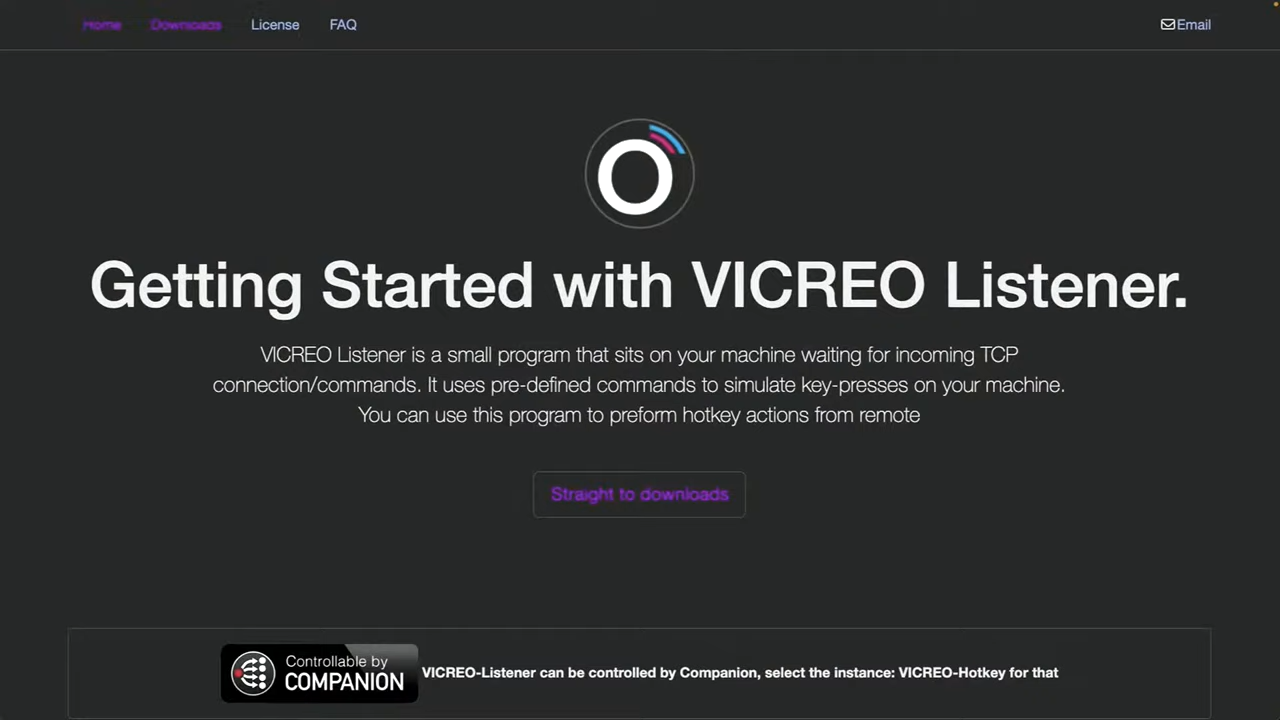 Home Downloads License FAQ Email
Getting Started with VICREO Listener.
VICREO Listener is a small program that sits on your machine waiting for incoming TCP
connection/commands. It uses pre-defined commands to simulate key-presses on your machine.
You can use this program to preform hotkey actions from remote
Straight to downloads
Controllable by
COMPANION
VICREO-Listener can be controlled by Companion, select the instance: VICREO-Hotkey for that